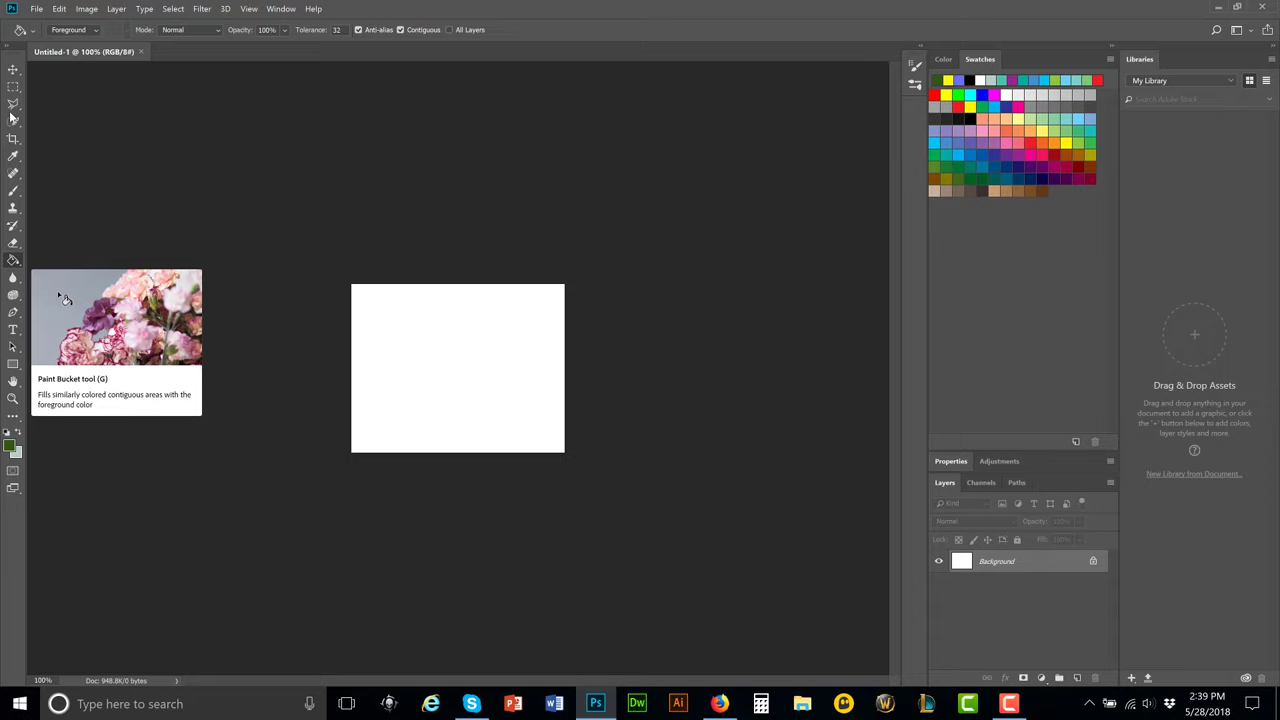 Ps File Edit Image Layer Type Select Filter 3D View Window Help
Foreground Mode: Normal Opacity: 100% Tolerance: 32 Anti-alias Contiguous All Layers
Untitled-1 @ 100% (RGB/8#) ×
Color Swatches
Libraries
My Library
Search Adobe Stock
Paint Bucket tool (G)
Fills similarly colored contiguous areas with the
foreground color
Drag & Drop Assets
Drag and drop anything in your
document to add a graphic, or click
the '+' button below to add colors,
layer styles and more.
New Library from Document...
Properties Adjustments
Layers Channels Paths
Kind
Normal Opacity: 100%
Lock: Fill: 100%
Background
100% Doc: 948.8K/0 bytes
Type here to search
Ps Dw Ai
2:39 PM
5/28/2018